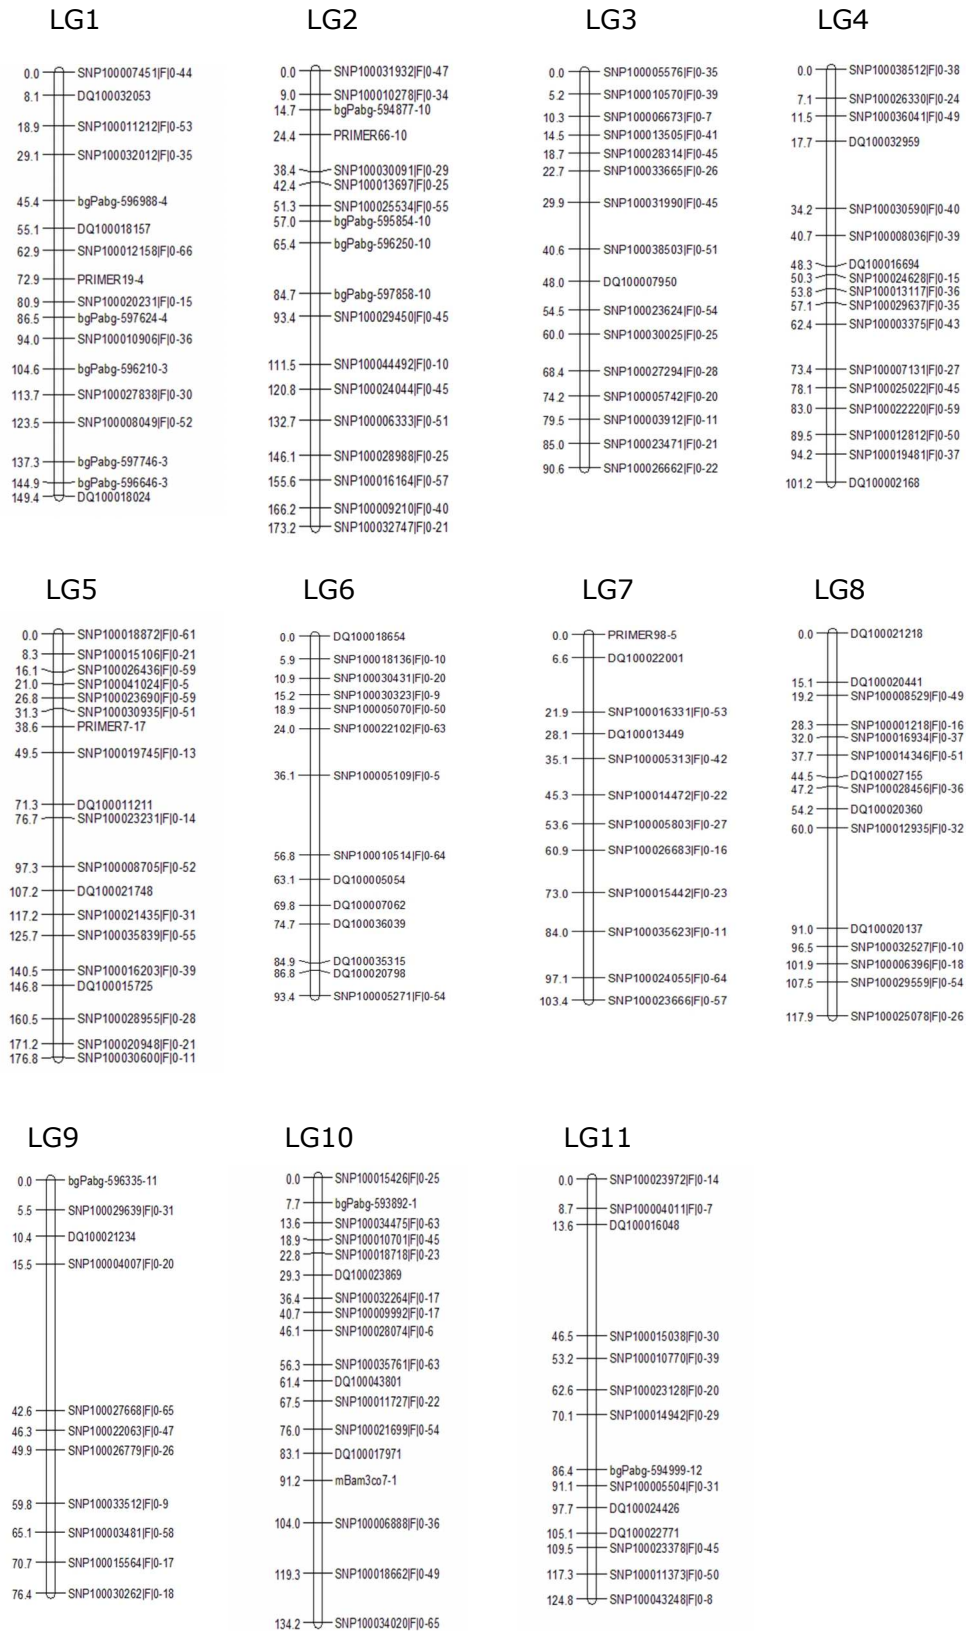 LG1
0.0 SNP100007451|F|0-44
8.1 DQ100032053
18.9 SNP100011212|F|0-53
29.1 SNP100032012|F|0-35
45.4 bgPabg-596988-4
55.1 DQ100018157
62.9 SNP100012158|F|0-66
72.9 PRIMER19-4
80.9 SNP100020231|F|0-15
86.5 bgPabg-597624-4
94.0 SNP100010906|F|0-36
104.6 bgPabg-596210-3
113.7 SNP100027838|F|0-30
123.5 SNP100008049|F|0-52
137.3 bgPabg-597746-3
144.9 bgPabg-596646-3
149.4 DQ100018024
LG2
0.0 SNP100031932|F|0-47
9.0 SNP100010278|F|0-34
14.7 bgPabg-594877-10
24.4 PRIMER66-10
38.4 SNP100030091|F|0-29
42.4 SNP100013697|F|0-25
51.3 SNP100025534|F|0-55
57.0 bgPabg-595854-10
65.4 bgPabg-596250-10
84.7 bgPabg-597858-10
93.4 SNP100029450|F|0-45
111.5 SNP100044492|F|0-10
120.8 SNP100024044|F|0-45
132.7 SNP100006333|F|0-51
146.1 SNP100028988|F|0-25
155.6 SNP100016164|F|0-57
166.2 SNP100009210|F|0-40
173.2 SNP100032747|F|0-21
LG3
0.0 SNP100005576|F|0-35
5.2 SNP100010570|F|0-39
10.3 SNP100006673|F|0-7
14.5 SNP100013505|F|0-41
18.7 SNP100028314|F|0-45
22.7 SNP100033665|F|0-26
29.9 SNP100031990|F|0-45
40.6 SNP100038503|F|0-51
48.0 DQ100007950
54.5 SNP100023624|F|0-54
60.0 SNP100030025|F|0-25
68.4 SNP100027294|F|0-28
74.2 SNP100005742|F|0-20
79.5 SNP100003912|F|0-11
85.0 SNP100023471|F|0-21
90.6 SNP100026662|F|0-22
LG4
0.0 SNP100038512|F|0-38
7.1 SNP100026330|F|0-24
11.5 SNP100036041|F|0-49
17.7 DQ100032959
34.2 SNP100030590|F|0-40
40.7 SNP100008036|F|0-39
48.3 DQ100016694
50.3 SNP100024628|F|0-15
53.8 SNP100013117|F|0-36
57.1 SNP100029637|F|0-35
62.4 SNP100003375|F|0-43
73.4 SNP100007131|F|0-27
78.1 SNP100025022|F|0-45
83.0 SNP100022220|F|0-59
89.5 SNP100012812|F|0-50
94.2 SNP100019481|F|0-37
101.2 DQ100002168
LG5
0.0 SNP100018872|F|0-61
8.3 SNP100015106|F|0-21
16.1 SNP100026436|F|0-59
21.0 SNP100041024|F|0-5
26.8 SNP100023690|F|0-59
31.3 SNP100030935|F|0-51
38.6 PRIMER7-17
49.5 SNP100019745|F|0-13
71.3 DQ100011211
76.7 SNP100023231|F|0-14
97.3 SNP100008705|F|0-52
107.2 DQ100021748
117.2 SNP100021435|F|0-31
125.7 SNP100035839|F|0-55
140.5 SNP100016203|F|0-39
146.8 DQ100015725
160.5 SNP100028955|F|0-28
171.2 SNP100020948|F|0-21
176.8 SNP100030600|F|0-11
LG6
0.0 DQ100018654
5.9 SNP100018136|F|0-10
10.9 SNP100030431|F|0-20
15.2 SNP100030323|F|0-9
18.9 SNP100005070|F|0-50
24.0 SNP100022102|F|0-63
36.1 SNP100005109|F|0-5
56.8 SNP100010514|F|0-64
63.1 DQ100005054
69.8 DQ100007062
74.7 DQ100036039
84.9 DQ100035315
86.8 DQ100020798
93.4 SNP100005271|F|0-54
LG7
0.0 PRIMER98-5
6.6 DQ100022001
21.9 SNP100016331|F|0-53
28.1 DQ100013449
35.1 SNP100005313|F|0-42
45.3 SNP100014472|F|0-22
53.6 SNP100005803|F|0-27
60.9 SNP100026683|F|0-16
73.0 SNP100015442|F|0-23
84.0 SNP100035623|F|0-11
97.1 SNP100024055|F|0-64
103.4 SNP100023666|F|0-57
LG8
0.0 DQ100021218
15.1 DQ100020441
19.2 SNP100008529|F|0-49
28.3 SNP100001218|F|0-16
32.0 SNP100016934|F|0-37
37.7 SNP100014346|F|0-51
44.5 DQ100027155
47.2 SNP100028456|F|0-36
54.2 DQ100020360
60.0 SNP100012935|F|0-32
91.0 DQ100020137
96.5 SNP100032527|F|0-10
101.9 SNP100006396|F|0-18
107.5 SNP100029559|F|0-54
117.9 SNP100025078|F|0-26
LG9
0.0 bgPabg-596335-11
5.5 SNP100029639|F|0-31
10.4 DQ100021234
15.5 SNP100004007|F|0-20
42.6 SNP100027668|F|0-65
46.3 SNP100022063|F|0-47
49.9 SNP100026779|F|0-26
59.8 SNP100033512|F|0-9
65.1 SNP100003481|F|0-58
70.7 SNP100015564|F|0-17
76.4 SNP100030262|F|0-18
LG10
0.0 SNP100015426|F|0-25
7.7 bgPabg-593892-1
13.6 SNP100034475|F|0-63
18.9 SNP100010701|F|0-45
22.8 SNP100018718|F|0-23
29.3 DQ100023869
36.4 SNP100032264|F|0-17
40.7 SNP100009992|F|0-17
46.1 SNP100028074|F|0-6
56.3 SNP100035761|F|0-63
61.4 DQ100043801
67.5 SNP100011727|F|0-22
76.0 SNP100021699|F|0-54
83.1 DQ100017971
91.2 mBam3co7-1
104.0 SNP100006888|F|0-36
119.3 SNP100018662|F|0-49
134.2 SNP100034020|F|0-65
LG11
0.0 SNP100023972|F|0-14
8.7 SNP100004011|F|0-7
13.6 DQ100016048
46.5 SNP100015038|F|0-30
53.2 SNP100010770|F|0-39
62.6 SNP100023128|F|0-20
70.1 SNP100014942|F|0-29
86.4 bgPabg-594999-12
91.1 SNP100005504|F|0-31
97.7 DQ100024426
105.1 DQ100022771
109.5 SNP100023378|F|0-45
117.3 SNP100011373|F|0-50
124.8 SNP100043248|F|0-8